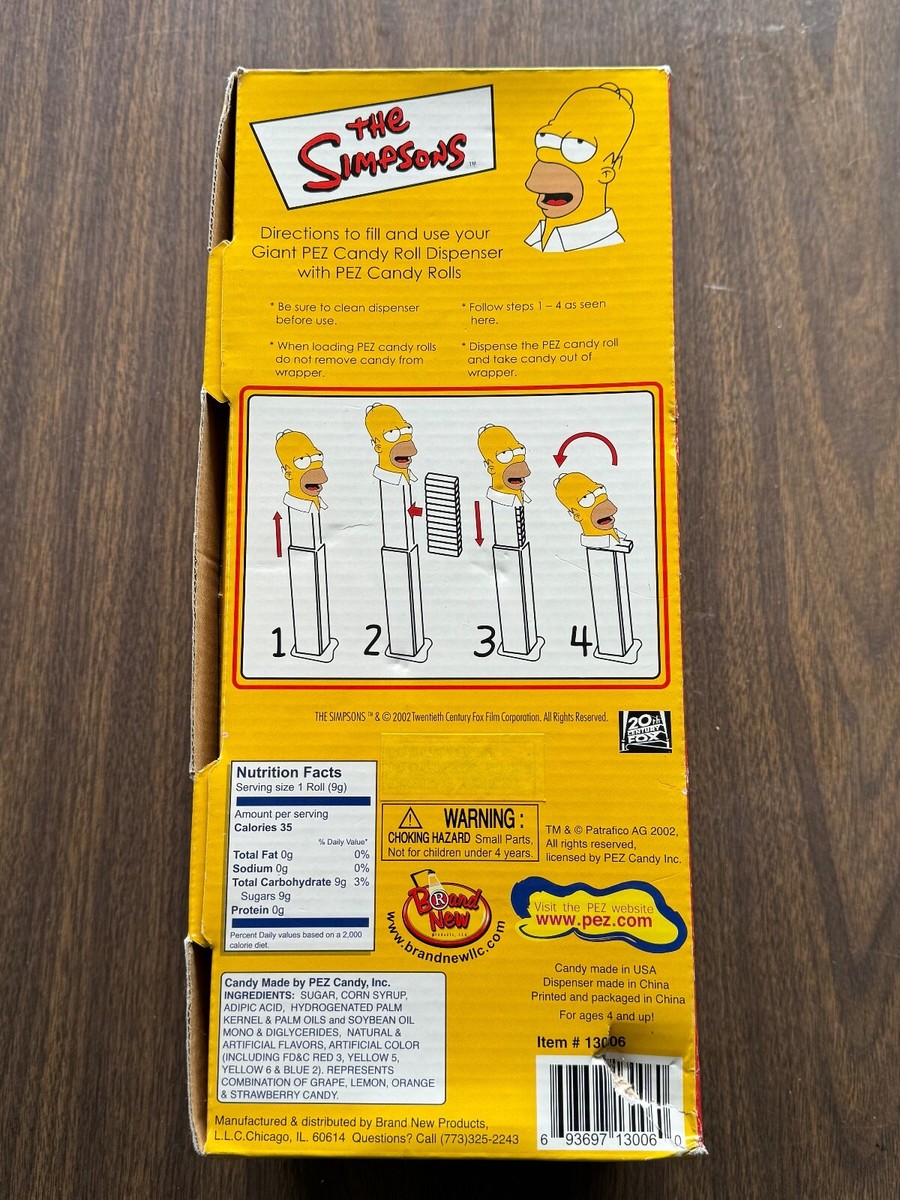 THE
SIMPSONS TM
Directions to fill and use your
Giant PEZ Candy Roll Dispenser
with PEZ Candy Rolls
* Be sure to clean dispenser
before use.
* When loading PEZ candy rolls
do not remove candy from
wrapper.
* Follow steps 1 – 4 as seen
here.
* Dispense the PEZ candy roll
and take candy out of
wrapper.
1 2 3 4
THE SIMPSONS ™ & © 2002 Twentieth Century Fox Film Corporation. All Rights Reserved.
20th
CENTURY
FOX
Nutrition Facts
Serving size 1 Roll (9g)
Amount per serving
Calories 35
% Daily Value*
Total Fat 0g 0%
Sodium 0g 0%
Total Carbohydrate 9g 3%
Sugars 9g
Protein 0g
Percent Daily values based on a 2,000
calorie diet.
WARNING :
CHOKING HAZARD Small Parts,
Not for children under 4 years.
TM & © Patrafico AG 2002,
All rights reserved,
licensed by PEZ Candy Inc.
B®and
New
Products, LLC
www.brandnewllc.com
Visit the PEZ website
www.pez.com
Candy made in USA
Dispenser made in China
Printed and packaged in China
For ages 4 and up!
Item # 13006
Candy Made by PEZ Candy, Inc.
INGREDIENTS: SUGAR, CORN SYRUP,
ADIPIC ACID, HYDROGENATED PALM
KERNEL & PALM OILS and SOYBEAN OIL
MONO & DIGLYCERIDES, NATURAL &
ARTIFICIAL FLAVORS, ARTIFICIAL COLOR
(INCLUDING FD&C RED 3, YELLOW 5,
YELLOW 6 & BLUE 2). REPRESENTS
COMBINATION OF GRAPE, LEMON, ORANGE
& STRAWBERRY CANDY.
Manufactured & distributed by Brand New Products,
L.L.C.Chicago, IL. 60614 Questions? Call (773)325-2243
6 93697 13006 0